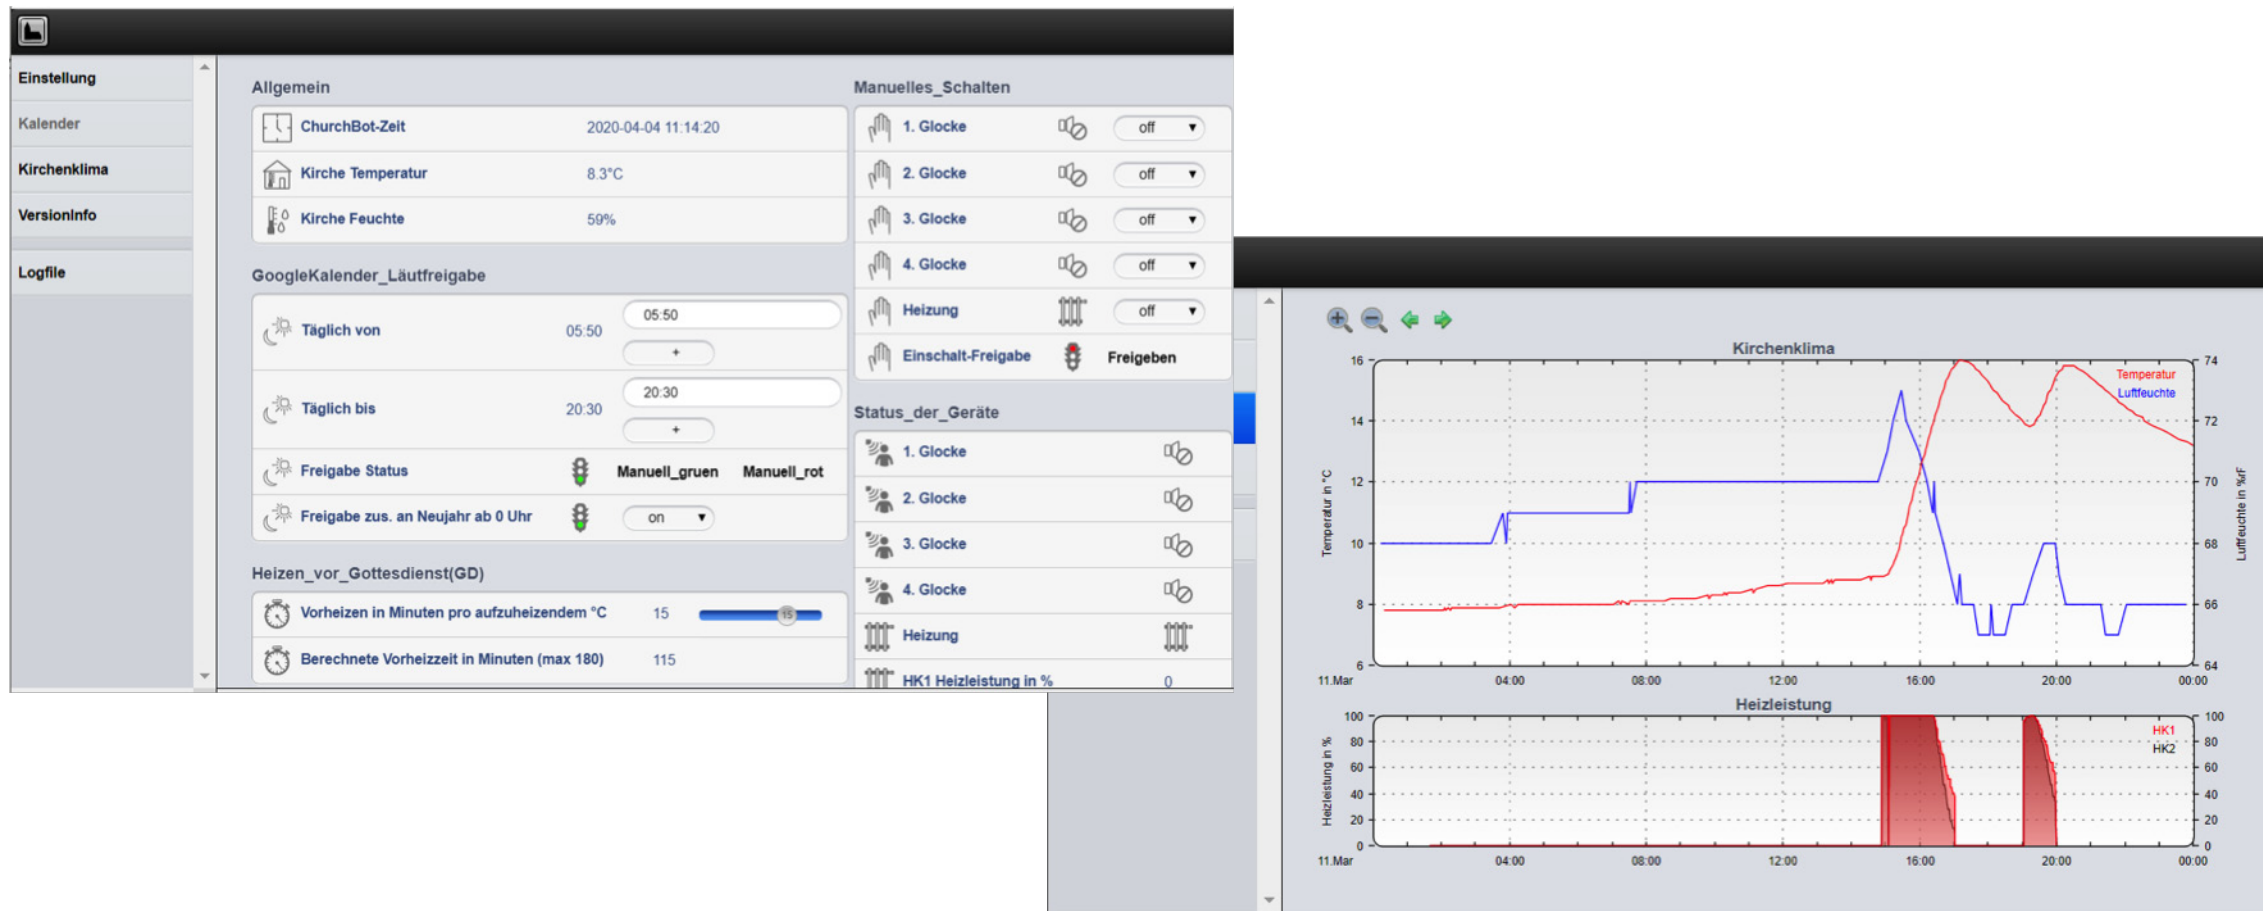 Einstellung
Kalender
Kirchenklima
VersionInfo
Logfile
Allgemein
ChurchBot-Zeit 2020-04-04 11:14:20
Kirche Temperatur 8.3°C
Kirche Feuchte 59%
GoogleKalender_Läutfreigabe
Täglich von 05:50 05:50
+
Täglich bis 20:30 20:30
+
Freigabe Status Manuell_gruen Manuell_rot
Freigabe zus. an Neujahr ab 0 Uhr on
Heizen_vor_Gottesdienst(GD)
Vorheizen in Minuten pro aufzuheizendem °C 15 15
Berechnete Vorheizzeit in Minuten (max 180) 115
Manuelles_Schalten
1. Glocke off
2. Glocke off
3. Glocke off
4. Glocke off
Heizung off
Einschalt-Freigabe Freigeben
Status_der_Geräte
1. Glocke
2. Glocke
3. Glocke
4. Glocke
Heizung
HK1 Heizleistung in % 0
Kirchenklima
Temperatur
Luftfeuchte
Temperatur in °C
16
14
12
10
8
6
74
72
70
68
66
64
Luftfeuchte in %rF
11.Mar 04:00 08:00 12:00 16:00 20:00 00:00
Heizleistung
HK1
HK2
Heizleistung in %
100
80
60
40
20
0
100
80
60
40
20
0
11.Mar 04:00 08:00 12:00 16:00 20:00 00:00